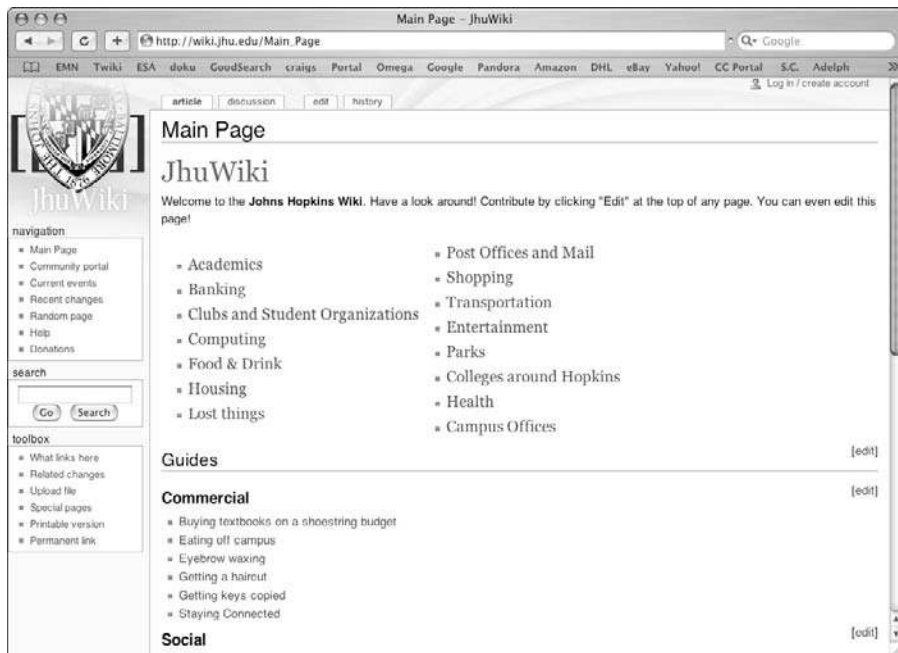 Main Page - JhuWiki
http://wiki.jhu.edu/Main_Page
Google
EMN Twiki ESA doku GoodSearch craigs Portal Omega Google Pandora Amazon DHL eBay Yahoo! CC Portal S.C. Adelph
Log in / create account
article discussion edit history
BALTIMORE
1876
JhuWiki
navigation
Main Page
Community portal
Current events
Recent changes
Random page
Help
Donations
search
Go Search
toolbox
What links here
Related changes
Upload file
Special pages
Printable version
Permanent link
Main Page
JhuWiki
Welcome to the Johns Hopkins Wiki. Have a look around! Contribute by clicking "Edit" at the top of any page. You can even edit this
page!
Academics
Banking
Clubs and Student Organizations
Computing
Food & Drink
Housing
Lost things
Post Offices and Mail
Shopping
Transportation
Entertainment
Parks
Colleges around Hopkins
Health
Campus Offices
Guides [edit]
Commercial [edit]
Buying textbooks on a shoestring budget
Eating off campus
Eyebrow waxing
Getting a haircut
Getting keys copied
Staying Connected
Social [edit]